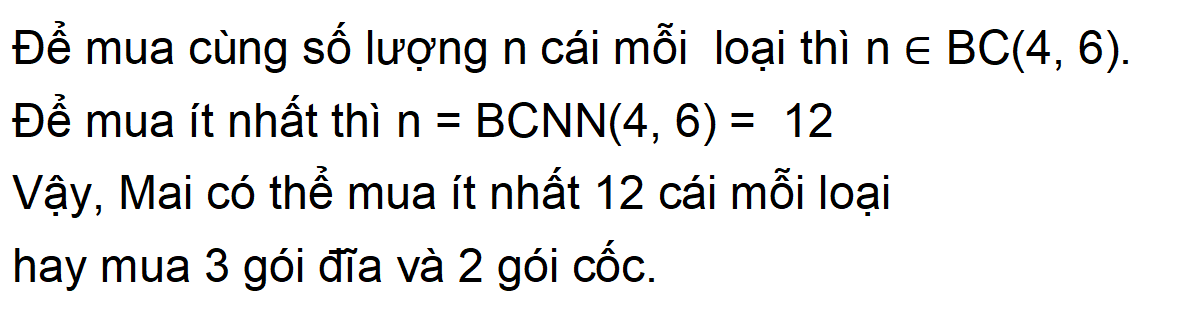 Để mua cùng số lượng n cái mỗi loại thì n ∈ BC(4, 6).
Để mua ít nhất thì n = BCNN(4, 6) = 12
Vậy, Mai có thể mua ít nhất 12 cái mỗi loại
hay mua 3 gói đĩa và 2 gói cốc.